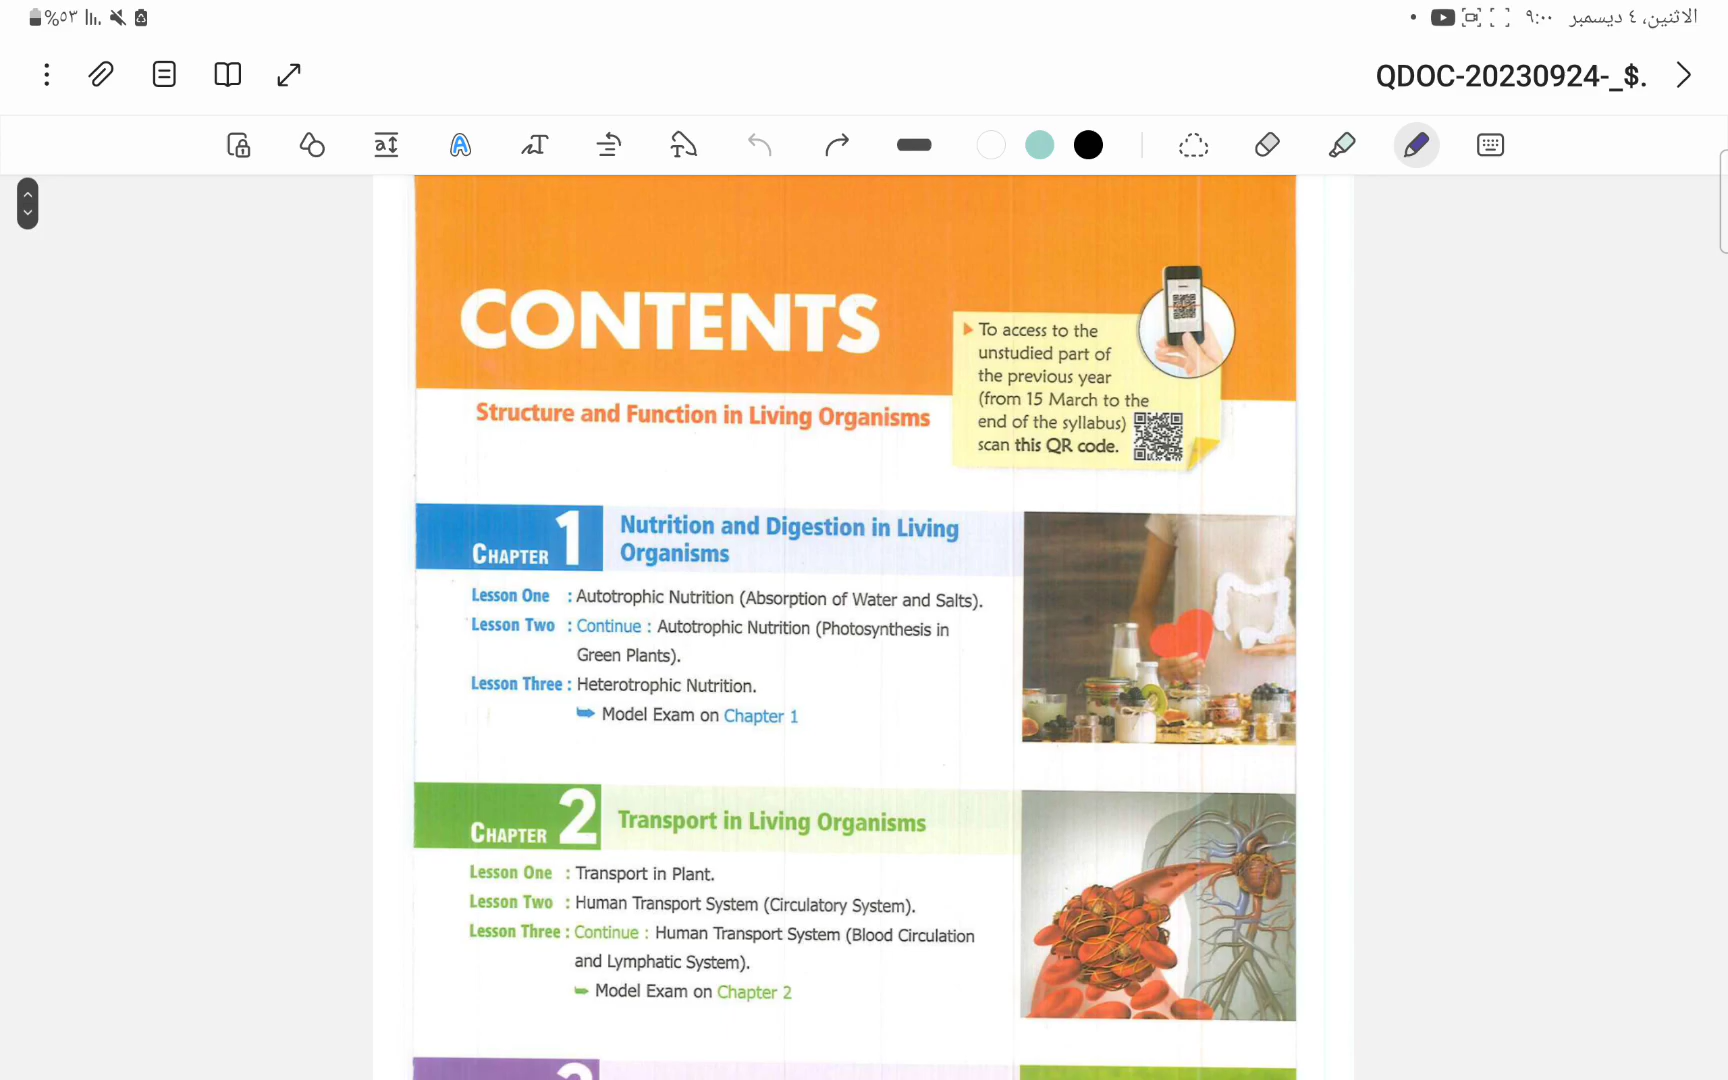 %٥٣
الاثنين، ٤ ديسمبر ٩:٠٠
QDOC-20230924-_$.
CONTENTS
To access to the
unstudied part of
the previous year
(from 15 March to the
end of the syllabus)
scan this QR code.
Structure and Function in Living Organisms
CHAPTER 1
Nutrition and Digestion in Living
Organisms
Lesson One : Autotrophic Nutrition (Absorption of Water and Salts).
Lesson Two : Continue : Autotrophic Nutrition (Photosynthesis in
Green Plants).
Lesson Three : Heterotrophic Nutrition.
Model Exam on Chapter 1
CHAPTER 2
Transport in Living Organisms
Lesson One : Transport in Plant.
Lesson Two : Human Transport System (Circulatory System).
Lesson Three : Continue : Human Transport System (Blood Circulation
and Lymphatic System).
Model Exam on Chapter 2